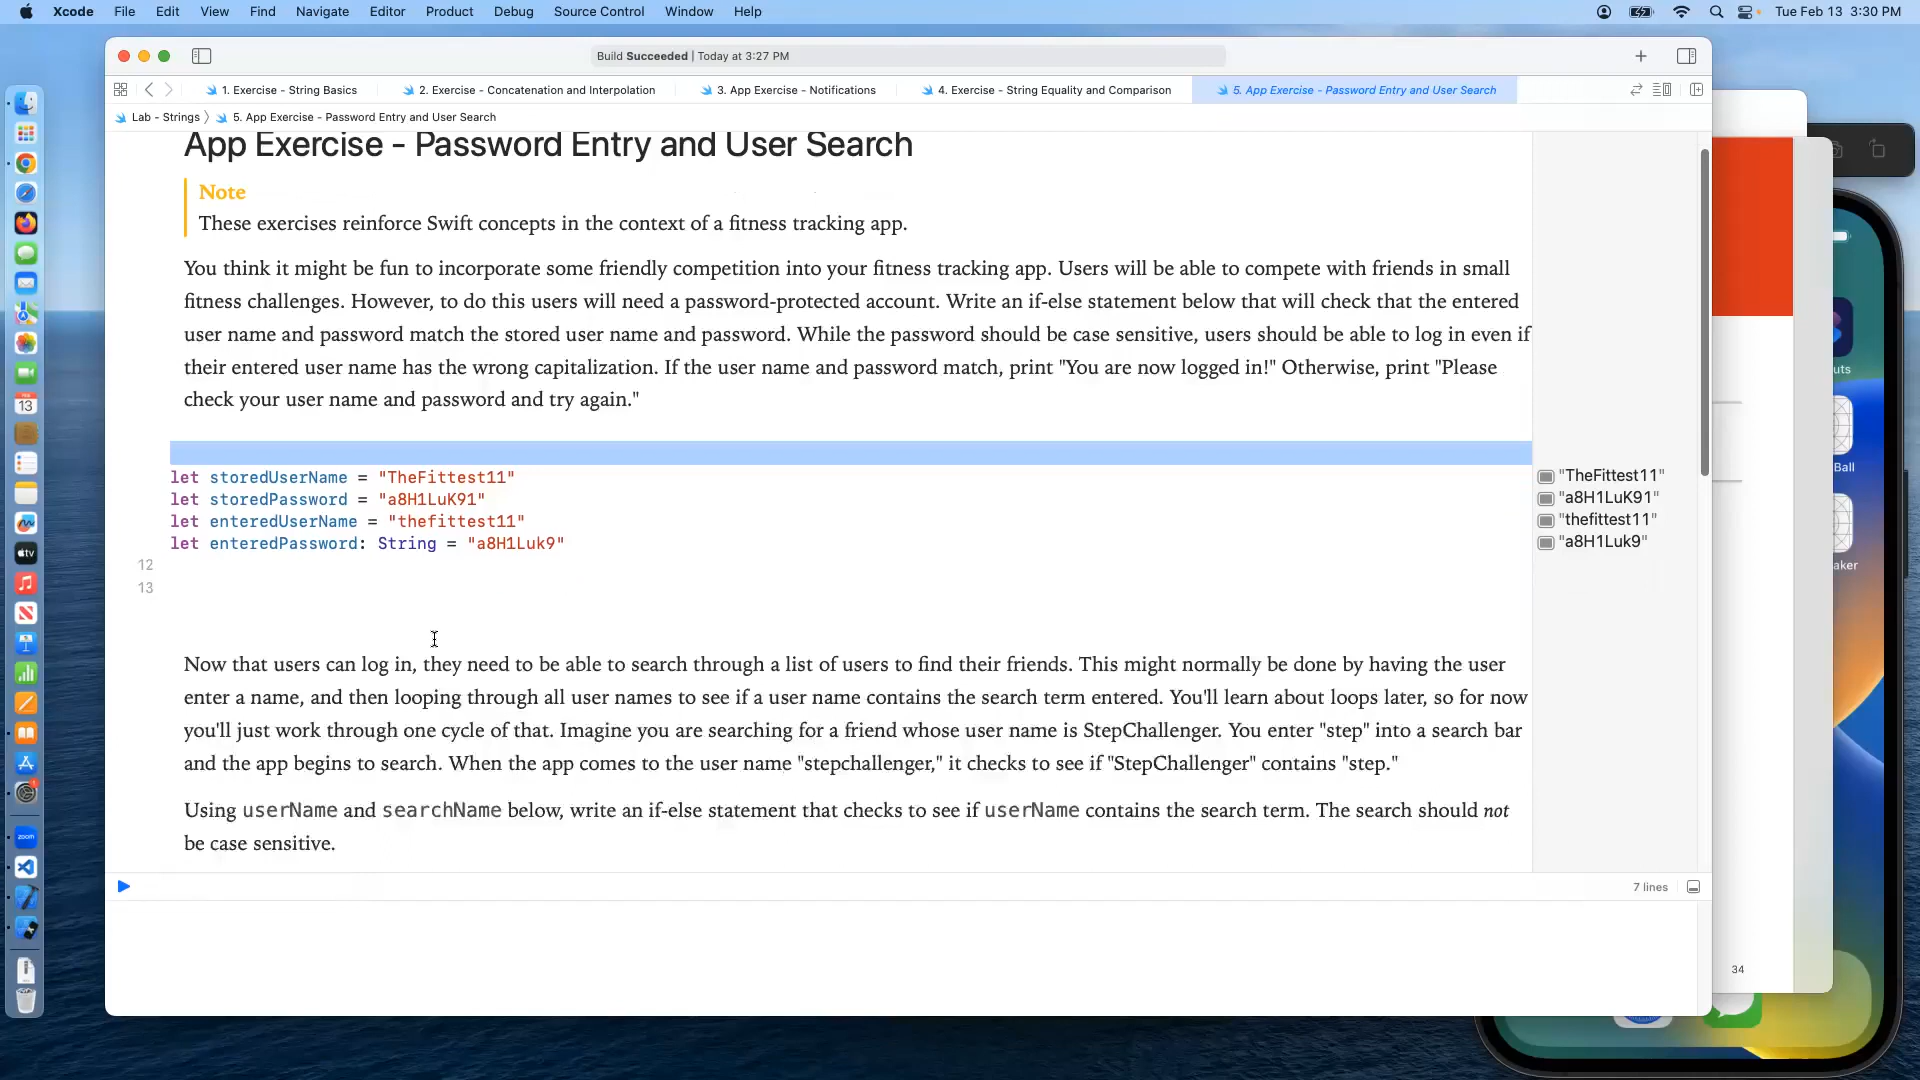 Xcode File Edit View Find Navigate Editor Product Debug Source Control Window Help
Tue Feb 13 3:30 PM
Build Succeeded | Today at 3:27 PM
1. Exercise - String Basics
2. Exercise - Concatenation and Interpolation
3. App Exercise - Notifications
4. Exercise - String Equality and Comparison
5. App Exercise - Password Entry and User Search
Lab - Strings
5. App Exercise - Password Entry and User Search
App Exercise - Password Entry and User Search
Note
These exercises reinforce Swift concepts in the context of a fitness tracking app.
You think it might be fun to incorporate some friendly competition into your fitness tracking app. Users will be able to compete with friends in small
fitness challenges. However, to do this users will need a password-protected account. Write an if-else statement below that will check that the entered
user name and password match the stored user name and password. While the password should be case sensitive, users should be able to log in even if
their entered user name has the wrong capitalization. If the user name and password match, print "You are now logged in!" Otherwise, print "Please
check your user name and password and try again."
let storedUserName = "TheFittest11"
"TheFittest11"
let storedPassword = "a8H1LuK91"
"a8H1LuK91"
let enteredUserName = "thefittest11"
"thefittest11"
let enteredPassword: String = "a8H1Luk9"
"a8H1Luk9"
12
13
Now that users can log in, they need to be able to search through a list of users to find their friends. This might normally be done by having the user
enter a name, and then looping through all user names to see if a user name contains the search term entered. You'll learn about loops later, so for now
you'll just work through one cycle of that. Imagine you are searching for a friend whose user name is StepChallenger. You enter "step" into a search bar
and the app begins to search. When the app comes to the user name "stepchallenger," it checks to see if "StepChallenger" contains "step."
Using userName and searchName below, write an if-else statement that checks to see if userName contains the search term. The search should not
be case sensitive.
7 lines
uts
Ball
aker
34
13
tv
zoom